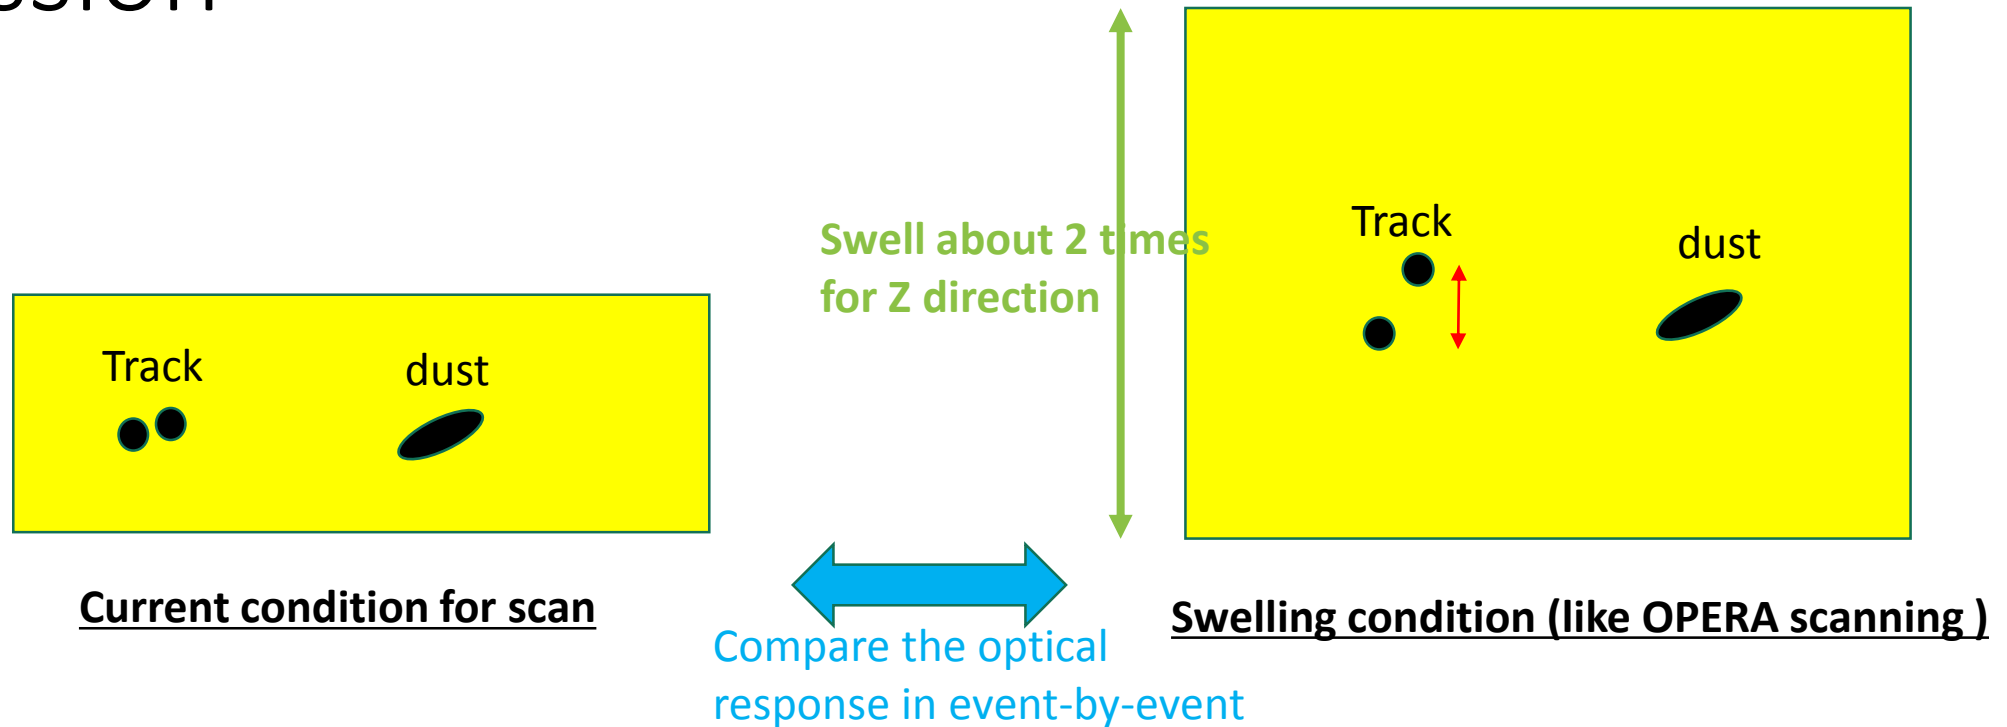 Swell about 2 times
for Z direction
Track
dust
Track
dust
Current condition for scan
Swelling condition (like OPERA scanning )
Compare the optical
response in event-by-event